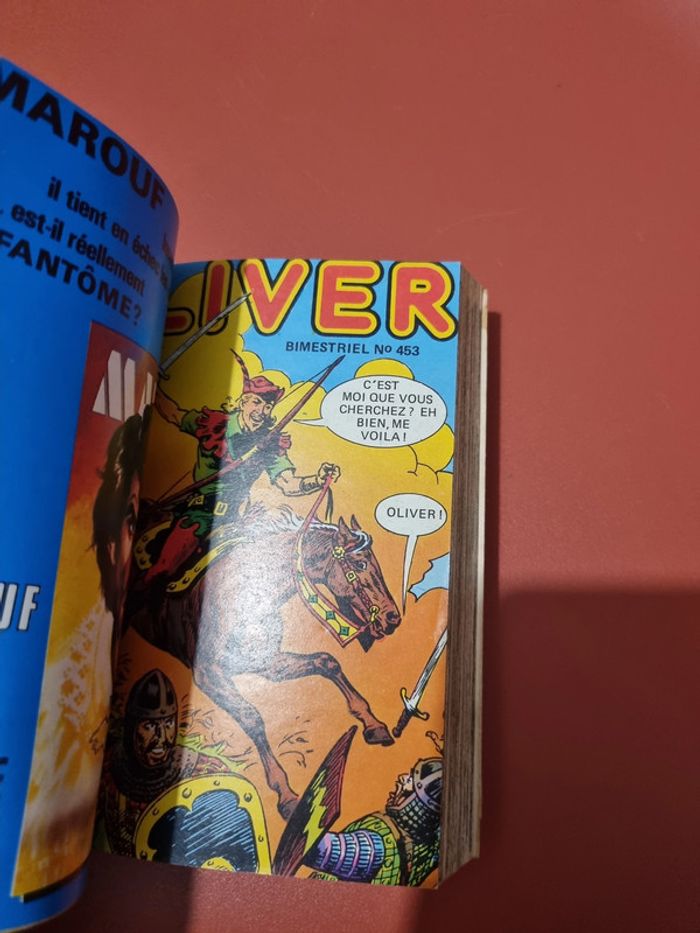 MAROUF
il tient en échec
est-il réellement
FANTÔME?
UF
LIVER
BIMESTRIEL No 453
C'EST
MOI QUE VOUS
CHERCHEZ? EH
BIEN, ME
VOILA!
OLIVER!